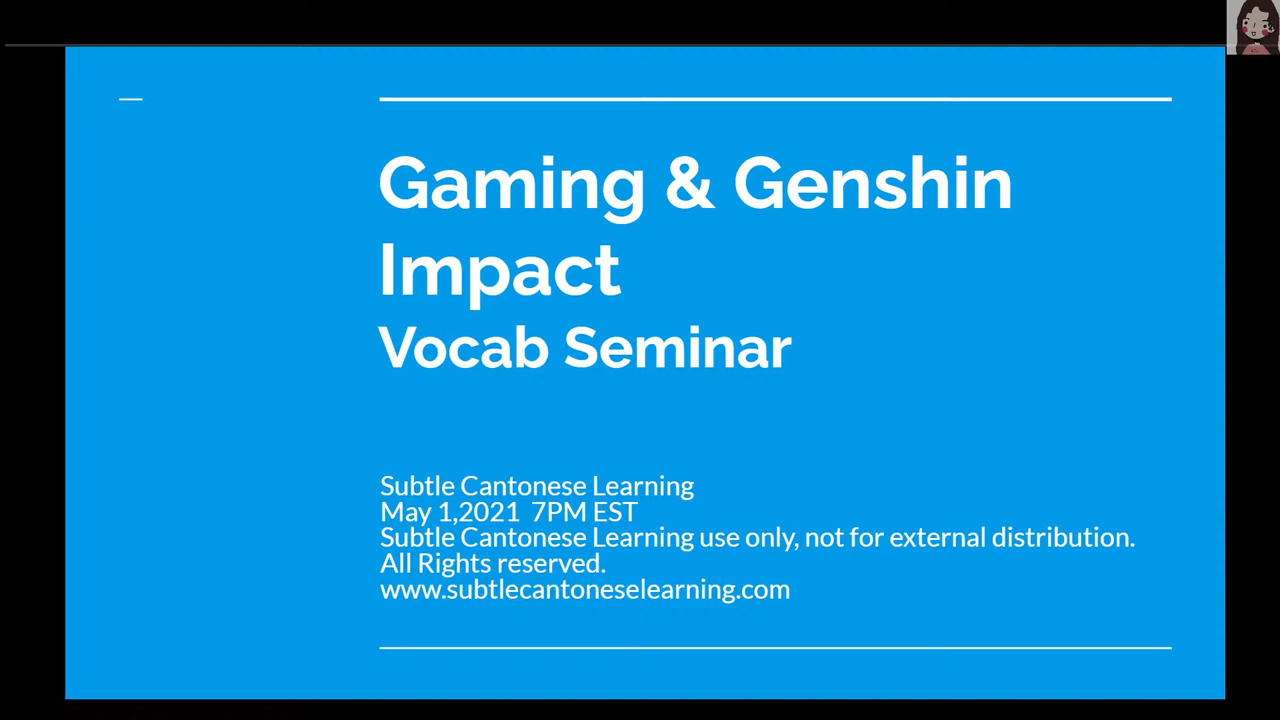 Gaming & Genshin
Impact
Vocab Seminar
Subtle Cantonese Learning
May 1,2021  7PM EST
Subtle Cantonese Learning use only, not for external distribution.
All Rights reserved.
www.subtlecantoneselearning.com